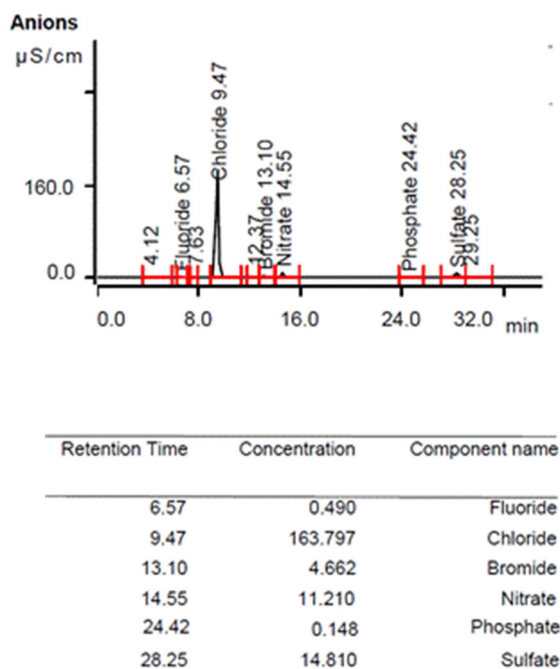 Anions
µS/cm
160.0
0.0
4.12
Fluoride 6.57
7.63
Chloride 9.47
12.37
Bromide 13.10
Nitrate 14.55
Phosphate 24.42
Sulfate 28.25
29.25
0.0 8.0 16.0 24.0 32.0 min
Retention Time Concentration Component name
6.57 0.490 Fluoride
9.47 163.797 Chloride
13.10 4.662 Bromide
14.55 11.210 Nitrate
24.42 0.148 Phosphate
28.25 14.810 Sulfate